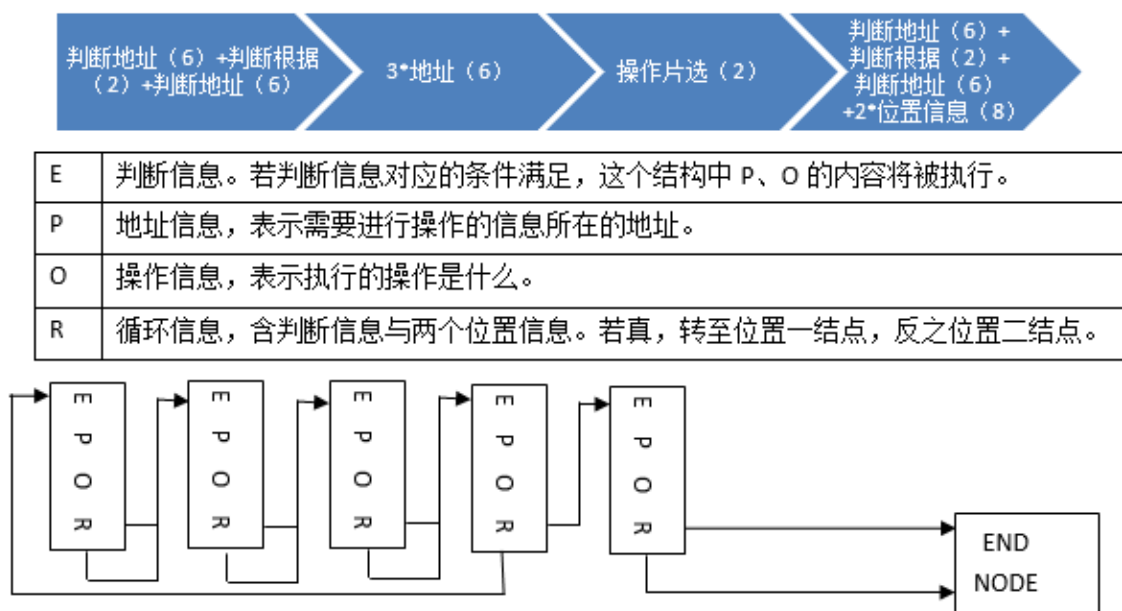 判断地址（6）+判断根据
（2）+判断地址（6）
3*地址（6）
操作片选（2）
判断地址（6）+
判断根据（2）+
判断地址（6）
+2*位置信息（8）
E 判断信息。若判断信息对应的条件满足，这个结构中 P、O 的内容将被执行。
P 地址信息，表示需要进行操作的信息所在的地址。
O 操作信息，表示执行的操作是什么。
R 循环信息，含判断信息与两个位置信息。若真，转至位置一结点，反之位置二结点。
E P O R
E P O R
E P O R
E P O R
E P O R
END
NODE